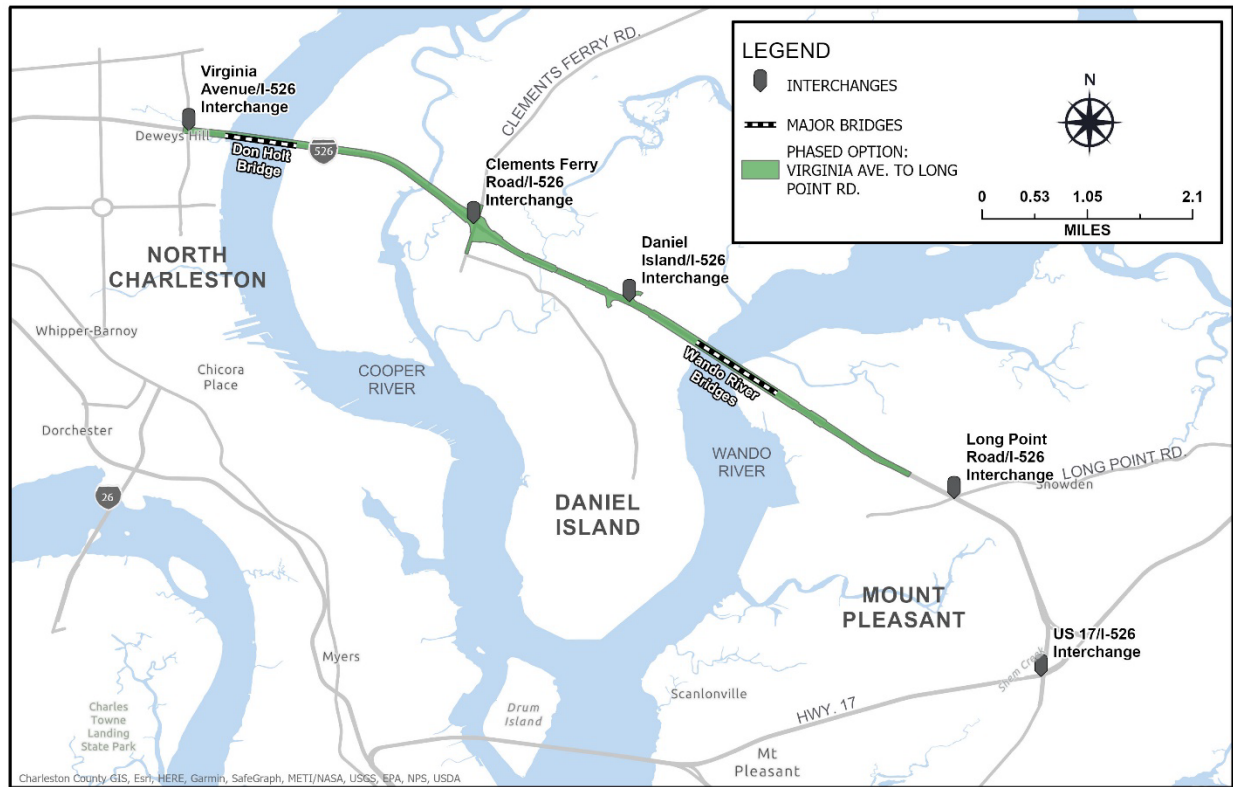 Virginia
Avenue/I-526
Interchange
Deweys Hill
Don Holt
Bridge
526
CLEMENTS FERRY RD.
Clements Ferry
Road/I-526
Interchange
NORTH
CHARLESTON
Daniel
Island/I-526
Interchange
Whipper-Barnoy
Chicora
Place
COOPER
RIVER
Wando River
Bridges
Dorchester
WANDO
RIVER
Long Point
Road/I-526
Interchange
LONG POINT RD.
Snowden
26
DANIEL
ISLAND
MOUNT
PLEASANT
US 17/I-526
Interchange
Shem Creek
Myers
Scanlonville
HWY. 17
Drum
Island
Charles
Towne
Landing
State Park
Mt
Pleasant
LEGEND
INTERCHANGES
MAJOR BRIDGES
PHASED OPTION:
VIRGINIA AVE. TO LONG
POINT RD.
N
0 0.53 1.05 2.1
MILES
Charleston County GIS, Esri, HERE, Garmin, SafeGraph, METI/NASA, USGS, EPA, NPS, USDA